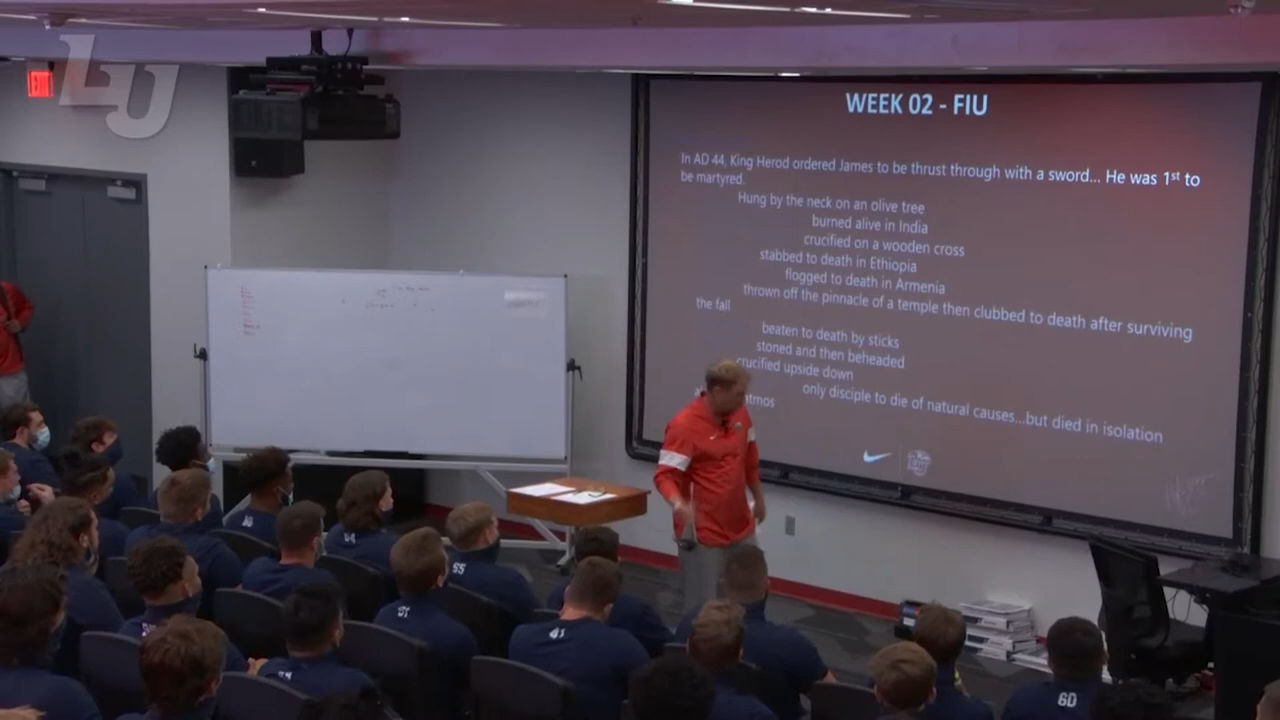 LU
EXIT
WEEK 02 - FIU
In AD 44, King Herod ordered James to be thrust through with a sword... He was 1st to
be martyred.
Hung by the neck on an olive tree
burned alive in India
crucified on a wooden cross
stabbed to death in Ethiopia
flogged to death in Armenia
thrown off the pinnacle of a temple then clubbed to death after surviving
the fall
beaten to death by sticks
stoned and then beheaded
crucified upside down
only disciple to die of natural causes...but died in isolation
55
41
60